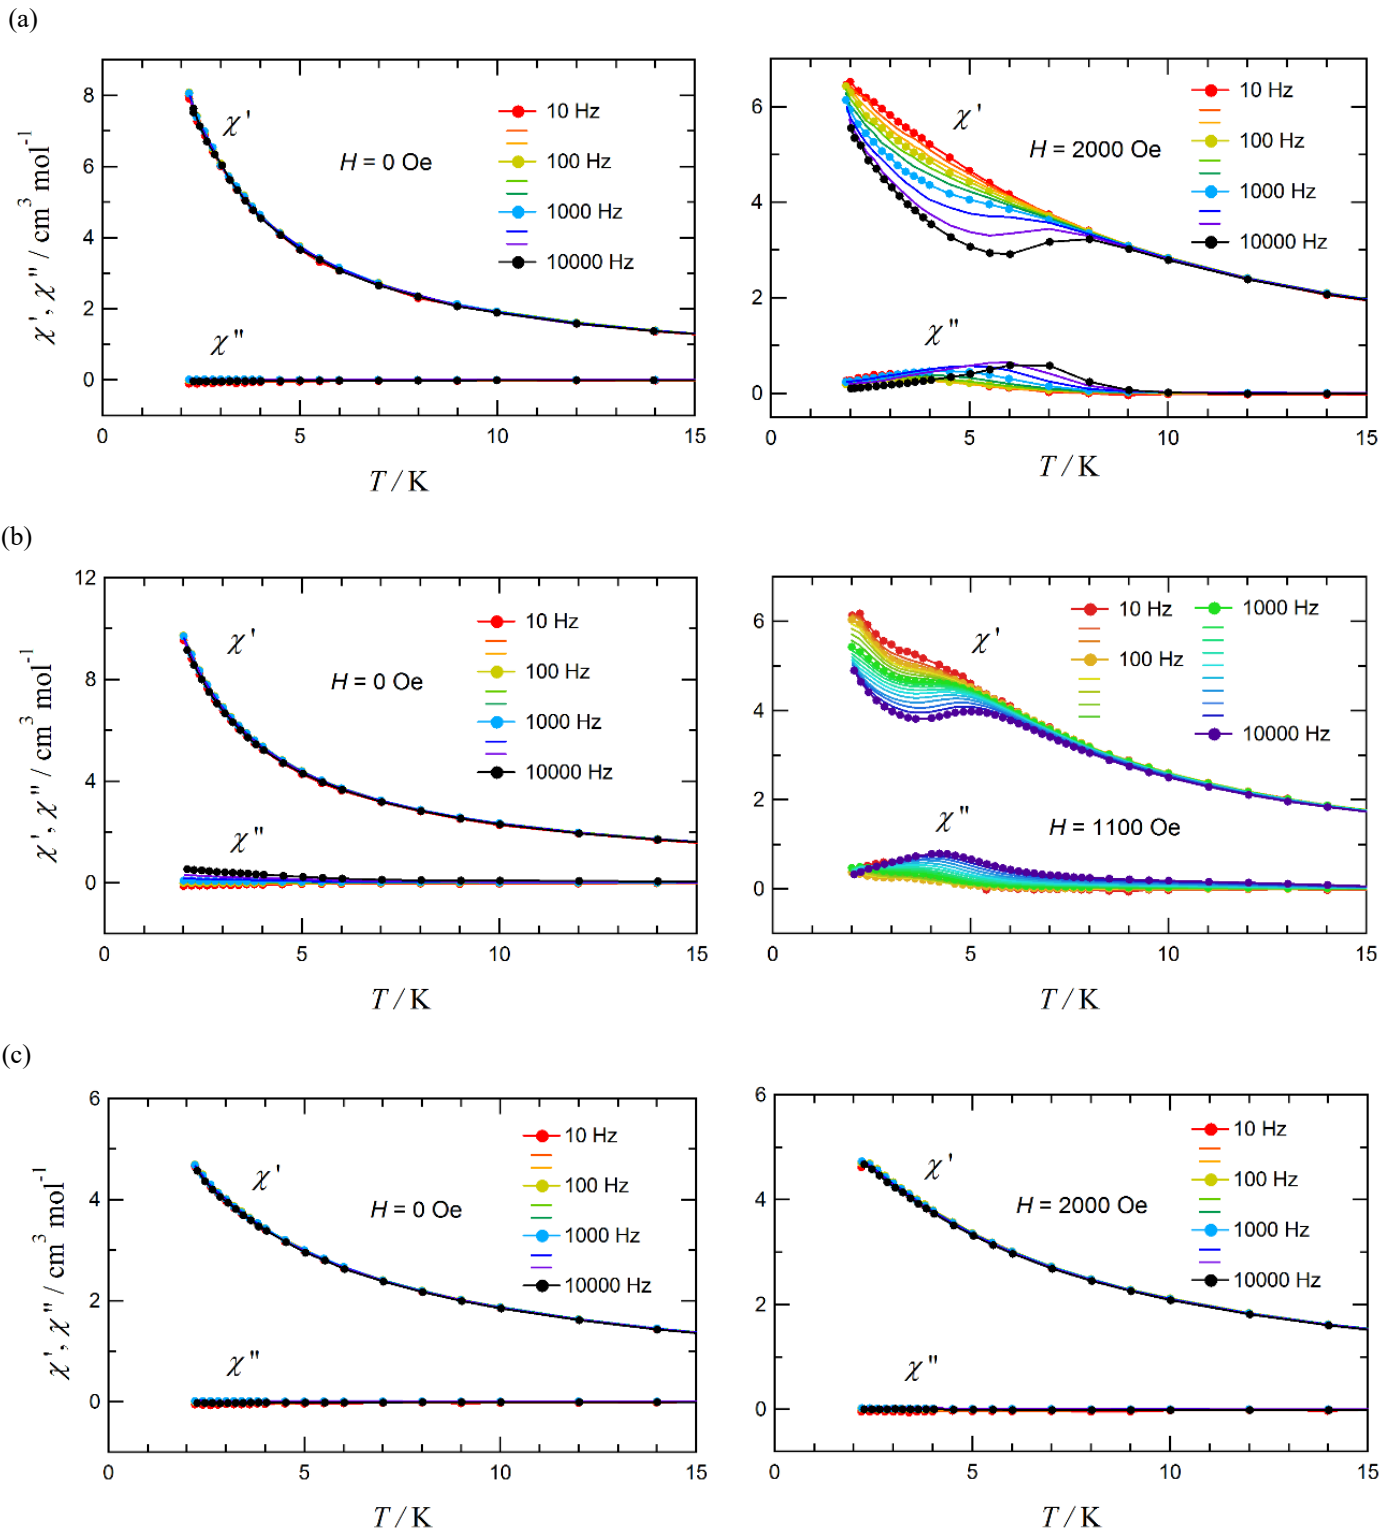 (a)
χ', χ" / cm³ mol⁻¹
8
6
4
2
0
χ'
H = 0 Oe
χ"
10 Hz
100 Hz
1000 Hz
10000 Hz
0 5 10 15
T / K
6
4
2
0
χ'
H = 2000 Oe
χ"
10 Hz
100 Hz
1000 Hz
10000 Hz
0 5 10 15
T / K
(b)
χ', χ" / cm³ mol⁻¹
12
8
4
0
χ'
H = 0 Oe
χ"
10 Hz
100 Hz
1000 Hz
10000 Hz
0 5 10 15
T / K
6
4
2
0
χ'
10 Hz
100 Hz
1000 Hz
10000 Hz
χ"
H = 1100 Oe
0 5 10 15
T / K
(c)
χ', χ" / cm³ mol⁻¹
6
4
2
0
χ'
H = 0 Oe
χ"
10 Hz
100 Hz
1000 Hz
10000 Hz
0 5 10 15
T / K
6
4
2
0
χ'
H = 2000 Oe
χ"
10 Hz
100 Hz
1000 Hz
10000 Hz
0 5 10 15
T / K